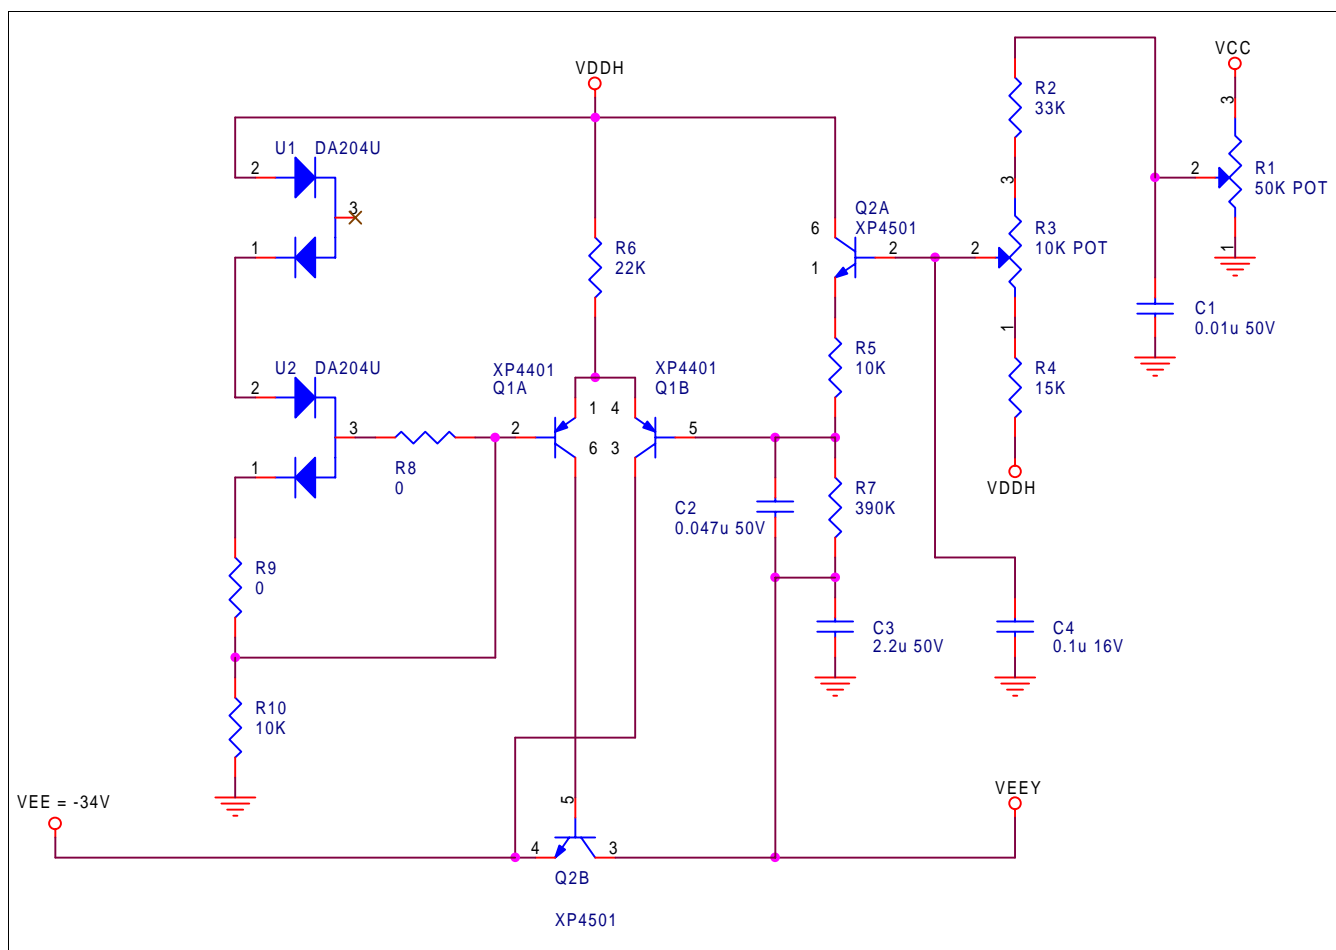 VDDH
VCC
R2
33K
3
U1 DA204U
2
3
1
R1
50K POT
2
3
1
Q2A
XP4501
6
2
1
3
R3
10K POT
2
1
R6
22K
C1
0.01u 50V
U2 DA204U
2
3
1
R8
0
XP4401
Q1A
2
1
6
XP4401
Q1B
4
3
5
R5
10K
R4
15K
VDDH
C2
0.047u 50V
R7
390K
R9
0
C3
2.2u 50V
C4
0.1u 16V
R10
10K
VEE = -34V
VEEY
5
4
3
Q2B
XP4501